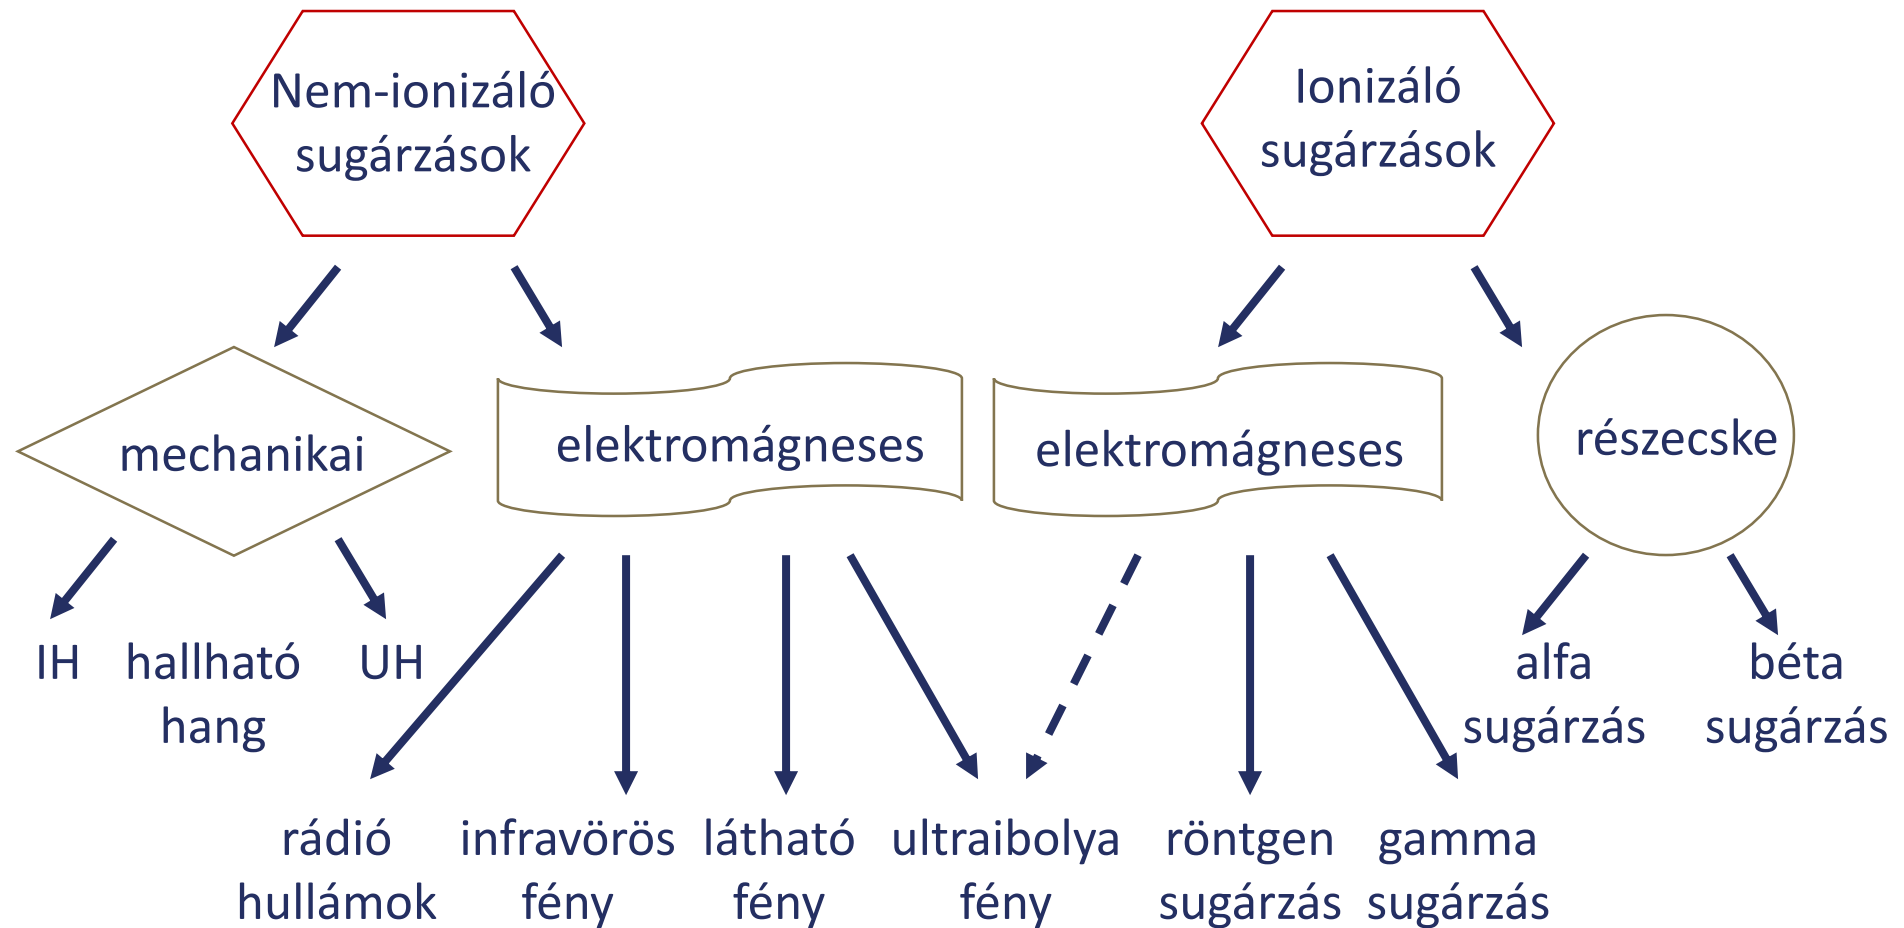 Nem-ionizáló
sugárzások
Ionizáló
sugárzások
mechanikai
elektromágneses
elektromágneses
részecske
IH
hallható
hang
UH
alfa
sugárzás
béta
sugárzás
rádió
hullámok
infravörös
fény
látható
fény
ultraibolya
fény
röntgen
sugárzás
gamma
sugárzás